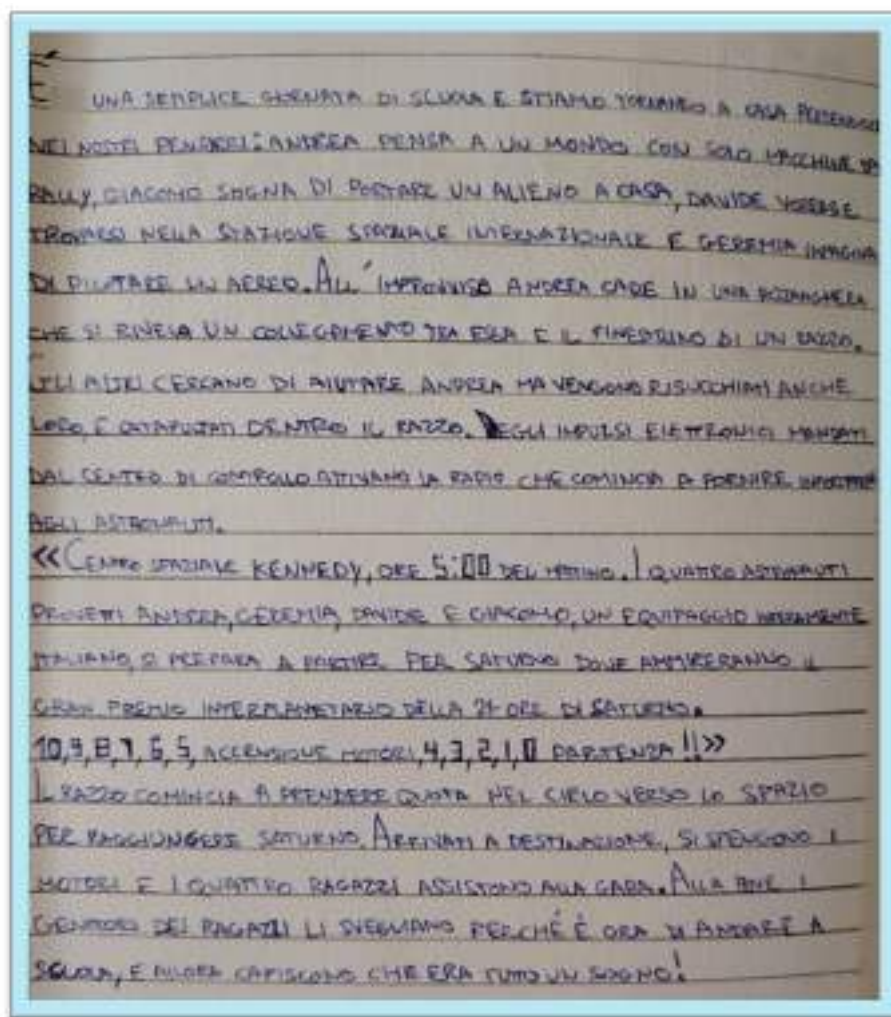 È UNA SEMPLICE GIORNATA DI SCUOLA E STIAMO TORNANDO A CASA PERDENDOCI
NEI NOSTRI PENSIERI: ANDREA PENSA A UN MONDO CON SOLO MACCHINE DA
RALLY, GIACOMO SOGNA DI PORTARE UN ALIENO A CASA, DAVIDE VORREBBE
TROVARSI NELLA STAZIONE SPAZIALE INTERNAZIONALE E GEREMIA IMMAGINA
DI PILOTARE UN AEREO. ALL'IMPROVVISO ANDREA CADE IN UNA POZZANGHERA
CHE SI RIVELA UN COLLEGAMENTO TRA ESSA E IL FINESTRINO DI UN RAZZO.
GLI ALTRI CERCANO DI AIUTARE ANDREA MA VENGONO RISUCCHIATI ANCHE
LORO, E CATAPULTATI DENTRO IL RAZZO. DEGLI IMPULSI ELETTRONICI MANDATI
DAL CENTRO DI CONTROLLO ATTIVANO LA RADIO CHE COMINCIA A FORNIRE
AGLI ASTRONAUTI.
«CENTRO SPAZIALE KENNEDY, ORE 5:00 DEL MATTINO. I QUATTRO ASTRONAUTI
PROVETTI ANDREA, GEREMIA, DAVIDE E GIACOMO, UN EQUIPAGGIO INTERAMENTE
ITALIANO, SI PREPARA A PARTIRE PER SATURNO DOVE AMMIRERANNO IL
GRAN PREMIO INTERPLANETARIO DELLA 24 ORE DI SATURNO.
10,9,8,7,6,5, ACCENSIONE MOTORI, 4,3,2,1,0 PARTENZA!!»
IL RAZZO COMINCIA A PRENDERE QUOTA NEL CIELO VERSO LO SPAZIO
PER RAGGIUNGERE SATURNO. ARRIVATI A DESTINAZIONE, SI SPENGONO I
MOTORI E I QUATTRO RAGAZZI ASSISTONO ALLA GARA. ALLA FINE I
GENITORI DEI RAGAZZI LI SVEGLIANO PERCHÉ È ORA DI ANDARE A
SCUOLA, E ALLORA CAPISCONO CHE ERA TUTTO UN SOGNO!